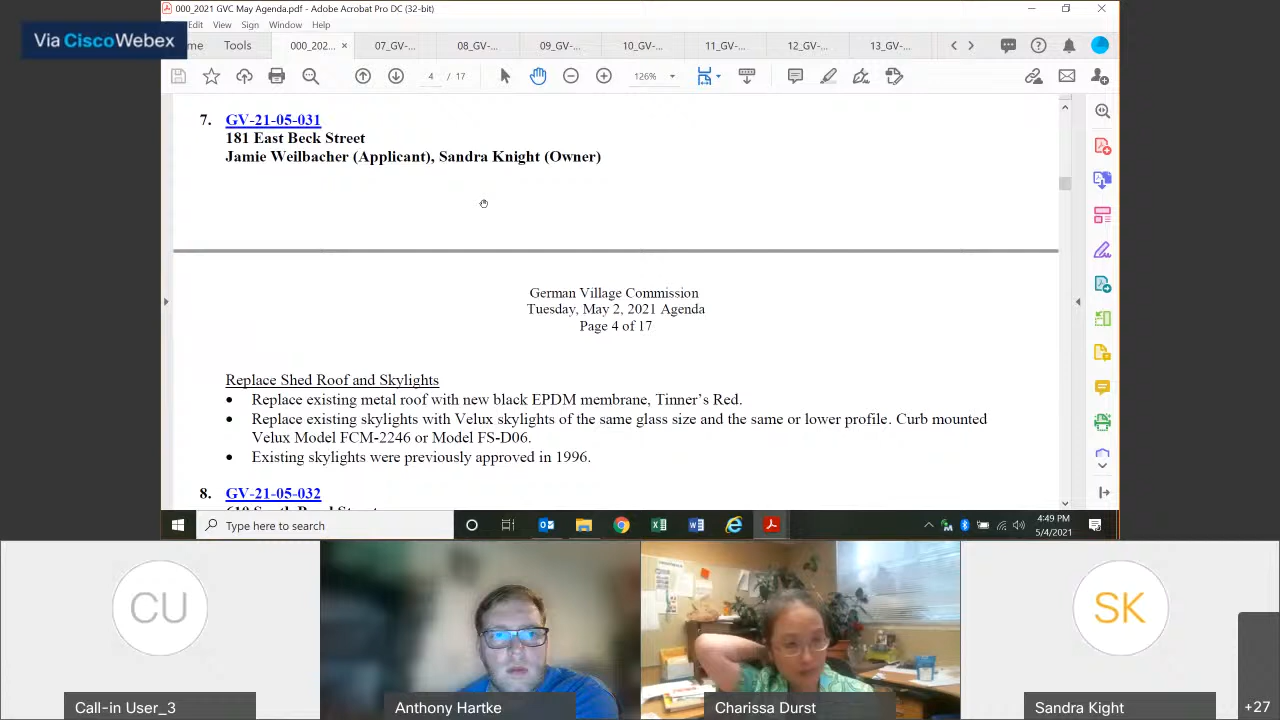 000_2021 GVC May Agenda.pdf - Adobe Acrobat Pro DC (32-bit)
Via Cisco Webex
Edit View Sign Window Help
me Tools 000_202... × 07_G 08_GV-... 09_GV-... 10_GV-... 11_GV-... 12_GV-... 13_GV-...
4 / 17 126%
7. GV-21-05-031
181 East Beck Street
Jamie Weilbacher (Applicant), Sandra Knight (Owner)
German Village Commission
Tuesday, May 2, 2021 Agenda
Page 4 of 17
Replace Shed Roof and Skylights
• Replace existing metal roof with new black EPDM membrane, Tinner's Red.
• Replace existing skylights with Velux skylights of the same glass size and the same or lower profile. Curb mounted
Velux Model FCM-2246 or Model FS-D06.
• Existing skylights were previously approved in 1996.
8. GV-21-05-032
Type here to search
4:49 PM
5/4/2021
CU
SK
Call-in User_3
Anthony Hartke
Charissa Durst
Sandra Kight
+27